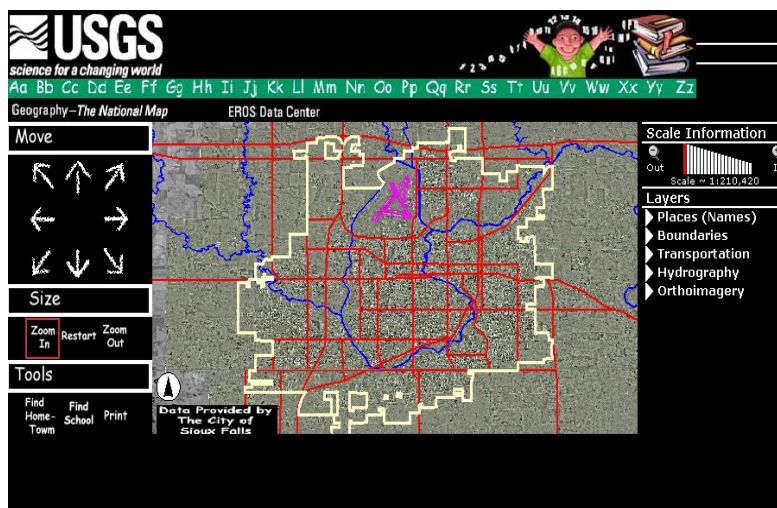 USGS
science for a changing world
Aa Bb Cc Dd Ee Ff Gg Hh Ii Jj Kk Ll Mm Nn Oo Pp Qq Rr Ss Tt Uu Vv Ww Xx Yy Zz
Geography–The National Map EROS Data Center
Move
Size
Zoom In
Restart
Zoom Out
Tools
Find Home-Town
Find School
Print
Data Provided by
The City of
Sioux Falls
Scale Information
Out
Scale ~ 1:210,420
Layers
Places (Names)
Boundaries
Transportation
Hydrography
Orthoimagery